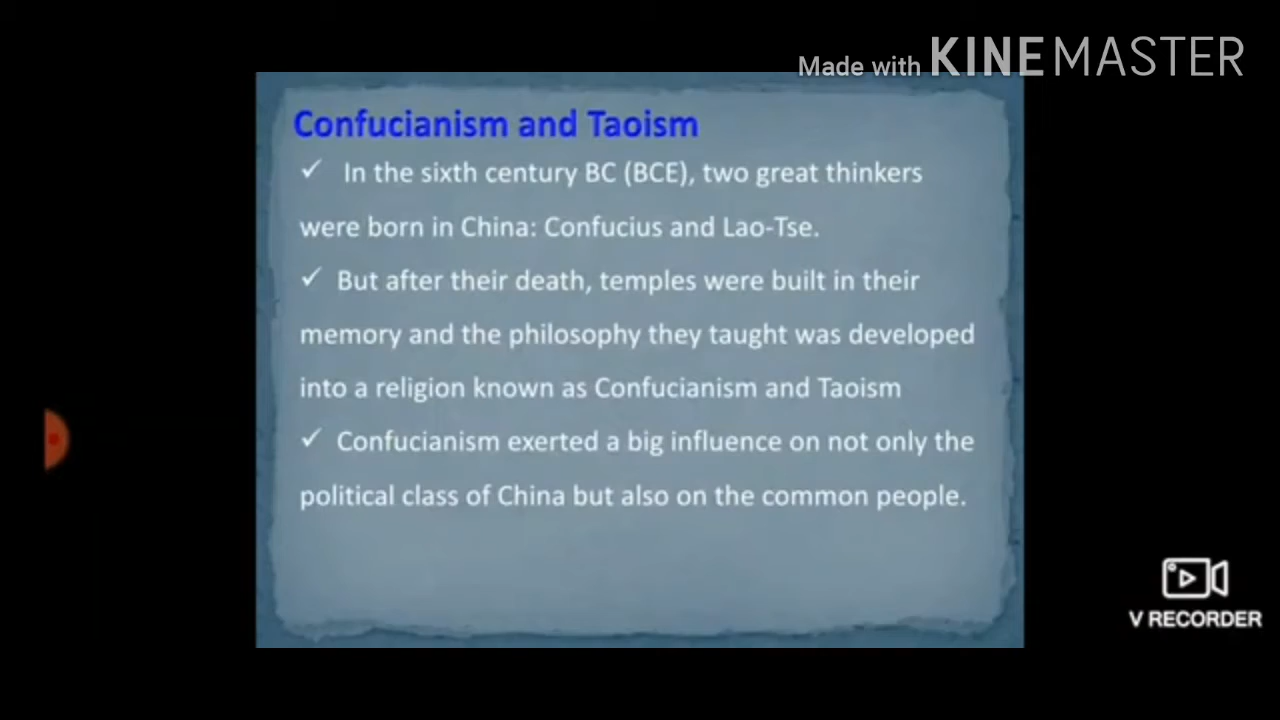 Made with KINEMASTER
Confucianism and Taoism
✓ In the sixth century BC (BCE), two great thinkers
were born in China: Confucius and Lao-Tse.
✓ But after their death, temples were built in their
memory and the philosophy they taught was developed
into a religion known as Confucianism and Taoism
✓ Confucianism exerted a big influence on not only the
political class of China but also on the common people.
V RECORDER